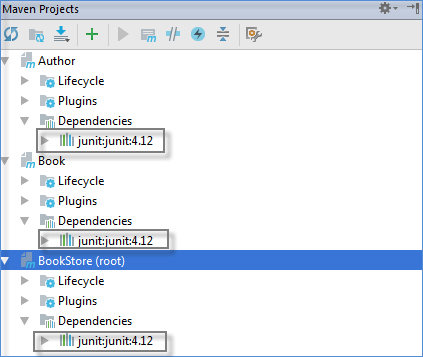 Maven Projects
Author
Lifecycle
Plugins
Dependencies
junit:junit:4.12
Book
Lifecycle
Plugins
Dependencies
junit:junit:4.12
BookStore (root)
Lifecycle
Plugins
Dependencies
junit:junit:4.12